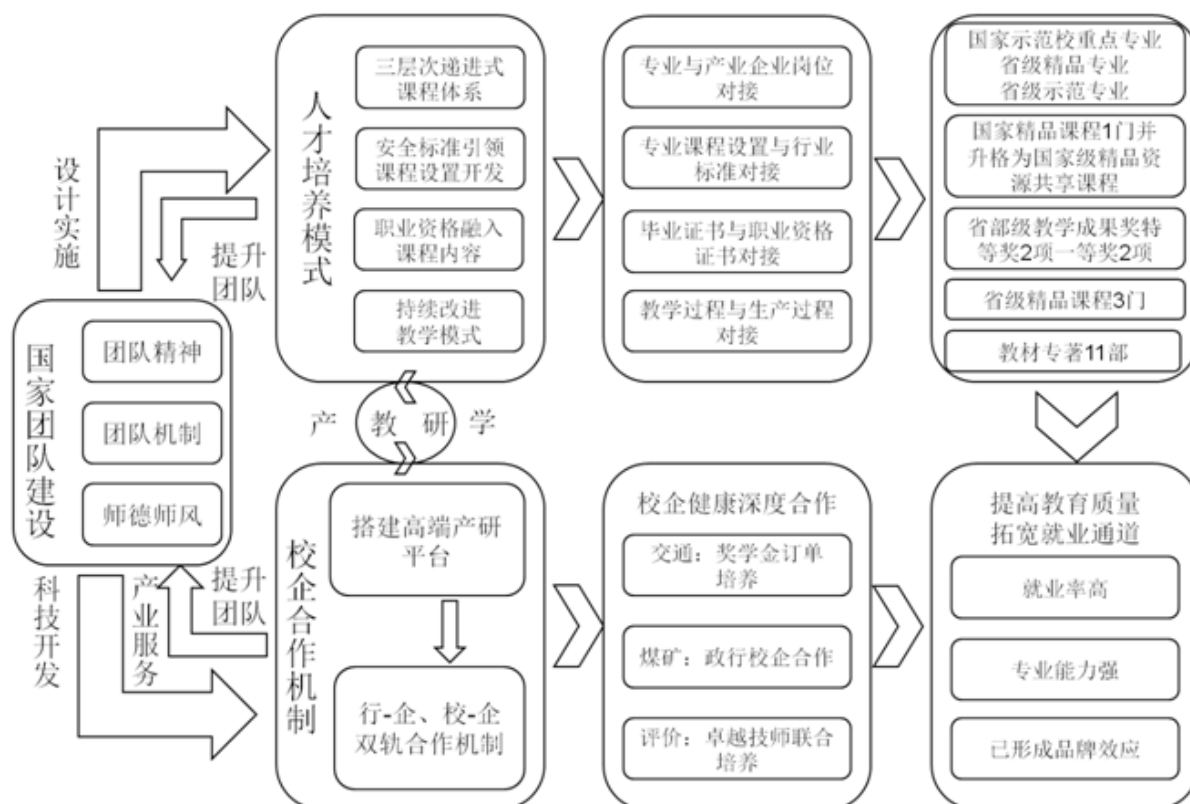 设计实施
提升
团队
国家团队建设
团队精神
团队机制
师德师风
科技开发
产业服务
提升
团队
人才培养模式
三层次递进式
课程体系
安全标准引领
课程设置开发
职业资格融入
课程内容
持续改进
教学模式
专业与产业企业岗位
对接
专业课程设置与行业
标准对接
毕业证书与职业资格
证书对接
教学过程与生产过程
对接
国家示范校重点专业
省级精品专业
省级示范专业
国家精品课程1门并
升格为国家级精品资
源共享课程
省部级教学成果奖特
等奖2项一等奖2项
省级精品课程3门
教材专著11部
产 教 研 学
校企合作机制
搭建高端产研
平台
行-企、校-企
双轨合作机制
校企健康深度合作
交通：奖学金订单
培养
煤矿：政行校企合作
评价：卓越技师联合
培养
提高教育质量
拓宽就业通道
就业率高
专业能力强
已形成品牌效应